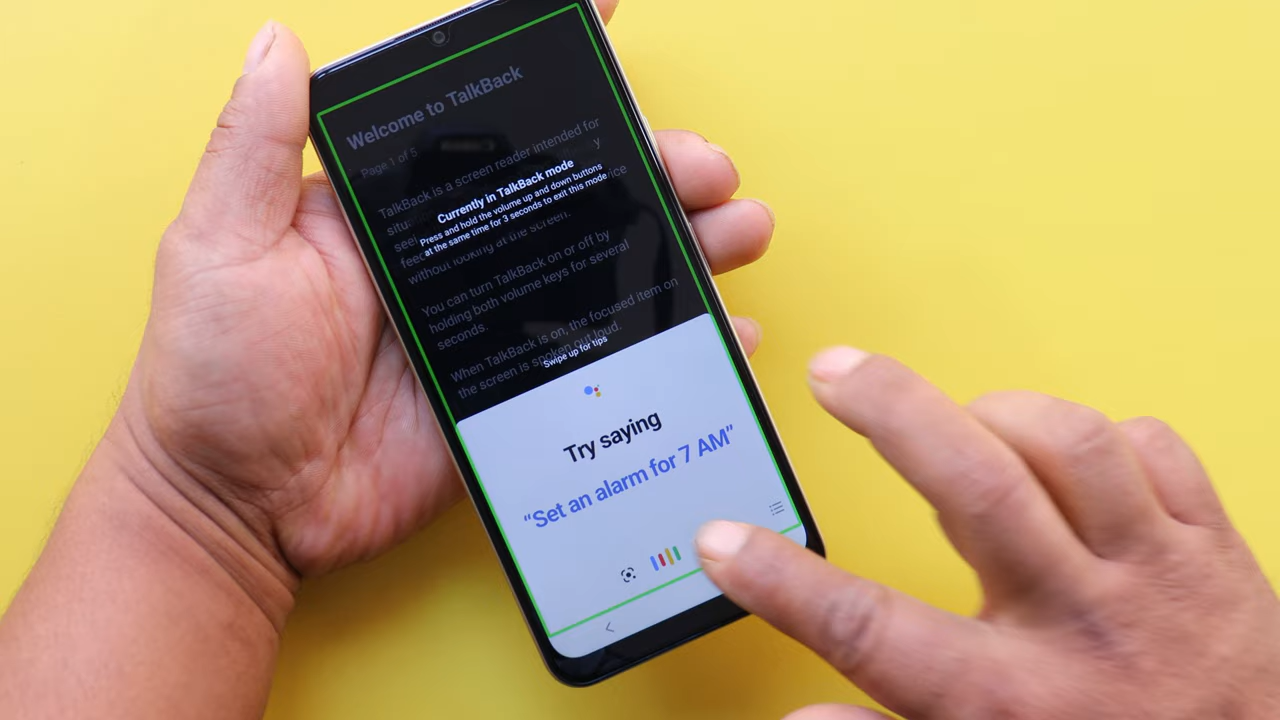 Welcome to TalkBack
Page 1 of 5
TalkBack is a screen reader intended for
situ y
Currently in TalkBack mode
Press and hold the volume up and down buttons
at the same time for 3 seconds to exit this mode
without looking at the screen.
You can turn TalkBack on or off by
holding both volume keys for several
seconds.
When TalkBack is on, the focused item on
the screen is spoken out loud.
Swipe up for tips
Try saying
“Set an alarm for 7 AM”